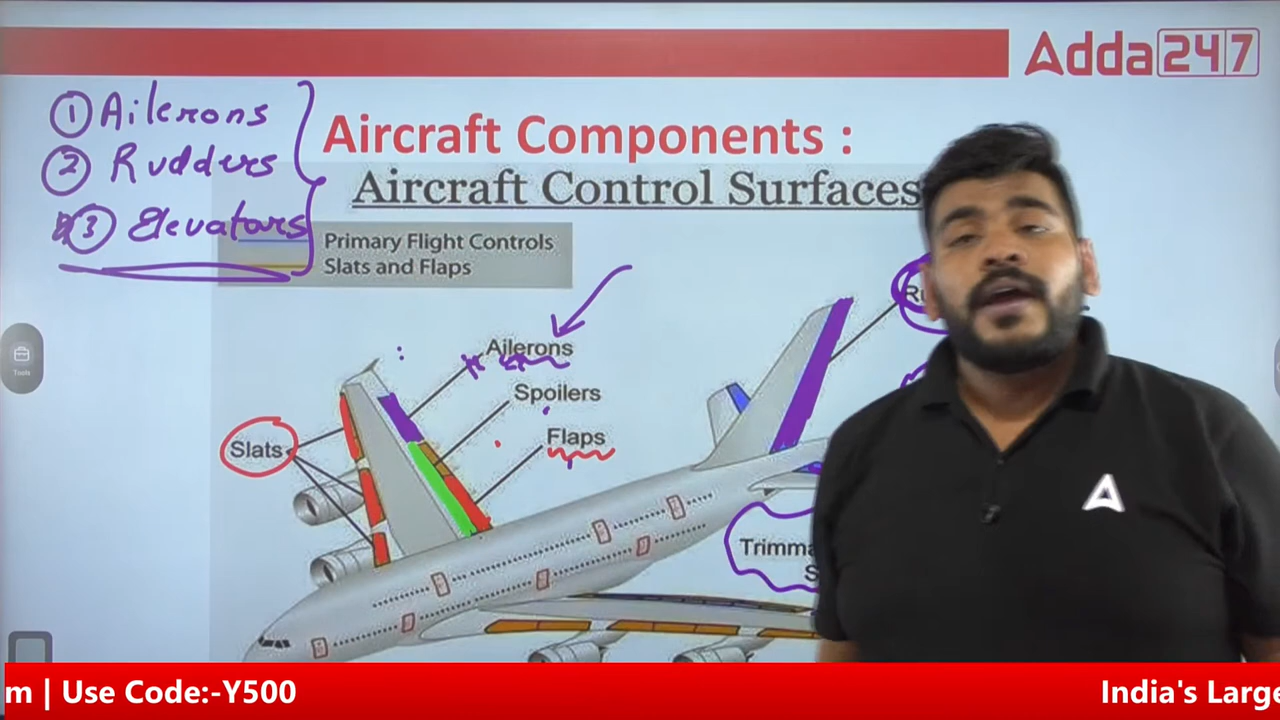 Adda247
① Ailerons
② Rudders
③ Elevators
Aircraft Components :
Aircraft Control Surfaces
Primary Flight Controls
Slats and Flaps
Ailerons
Spoilers
Flaps
Slats
Tools
m | Use Code:-Y500
India's Large